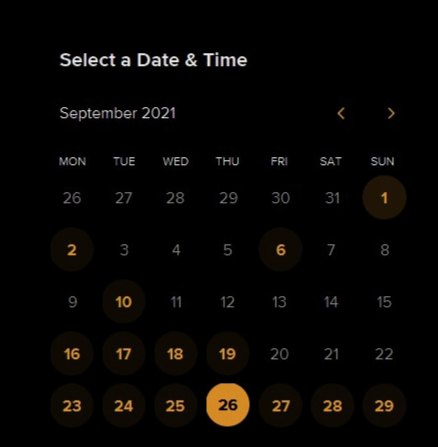 Select a Date & Time
September 2021
MON TUE WED THU FRI SAT SUN
26 27 28 29 30 31 1
2 3 4 5 6 7 8
9 10 11 12 13 14 15
16 17 18 19 20 21 22
23 24 25 26 27 28 29